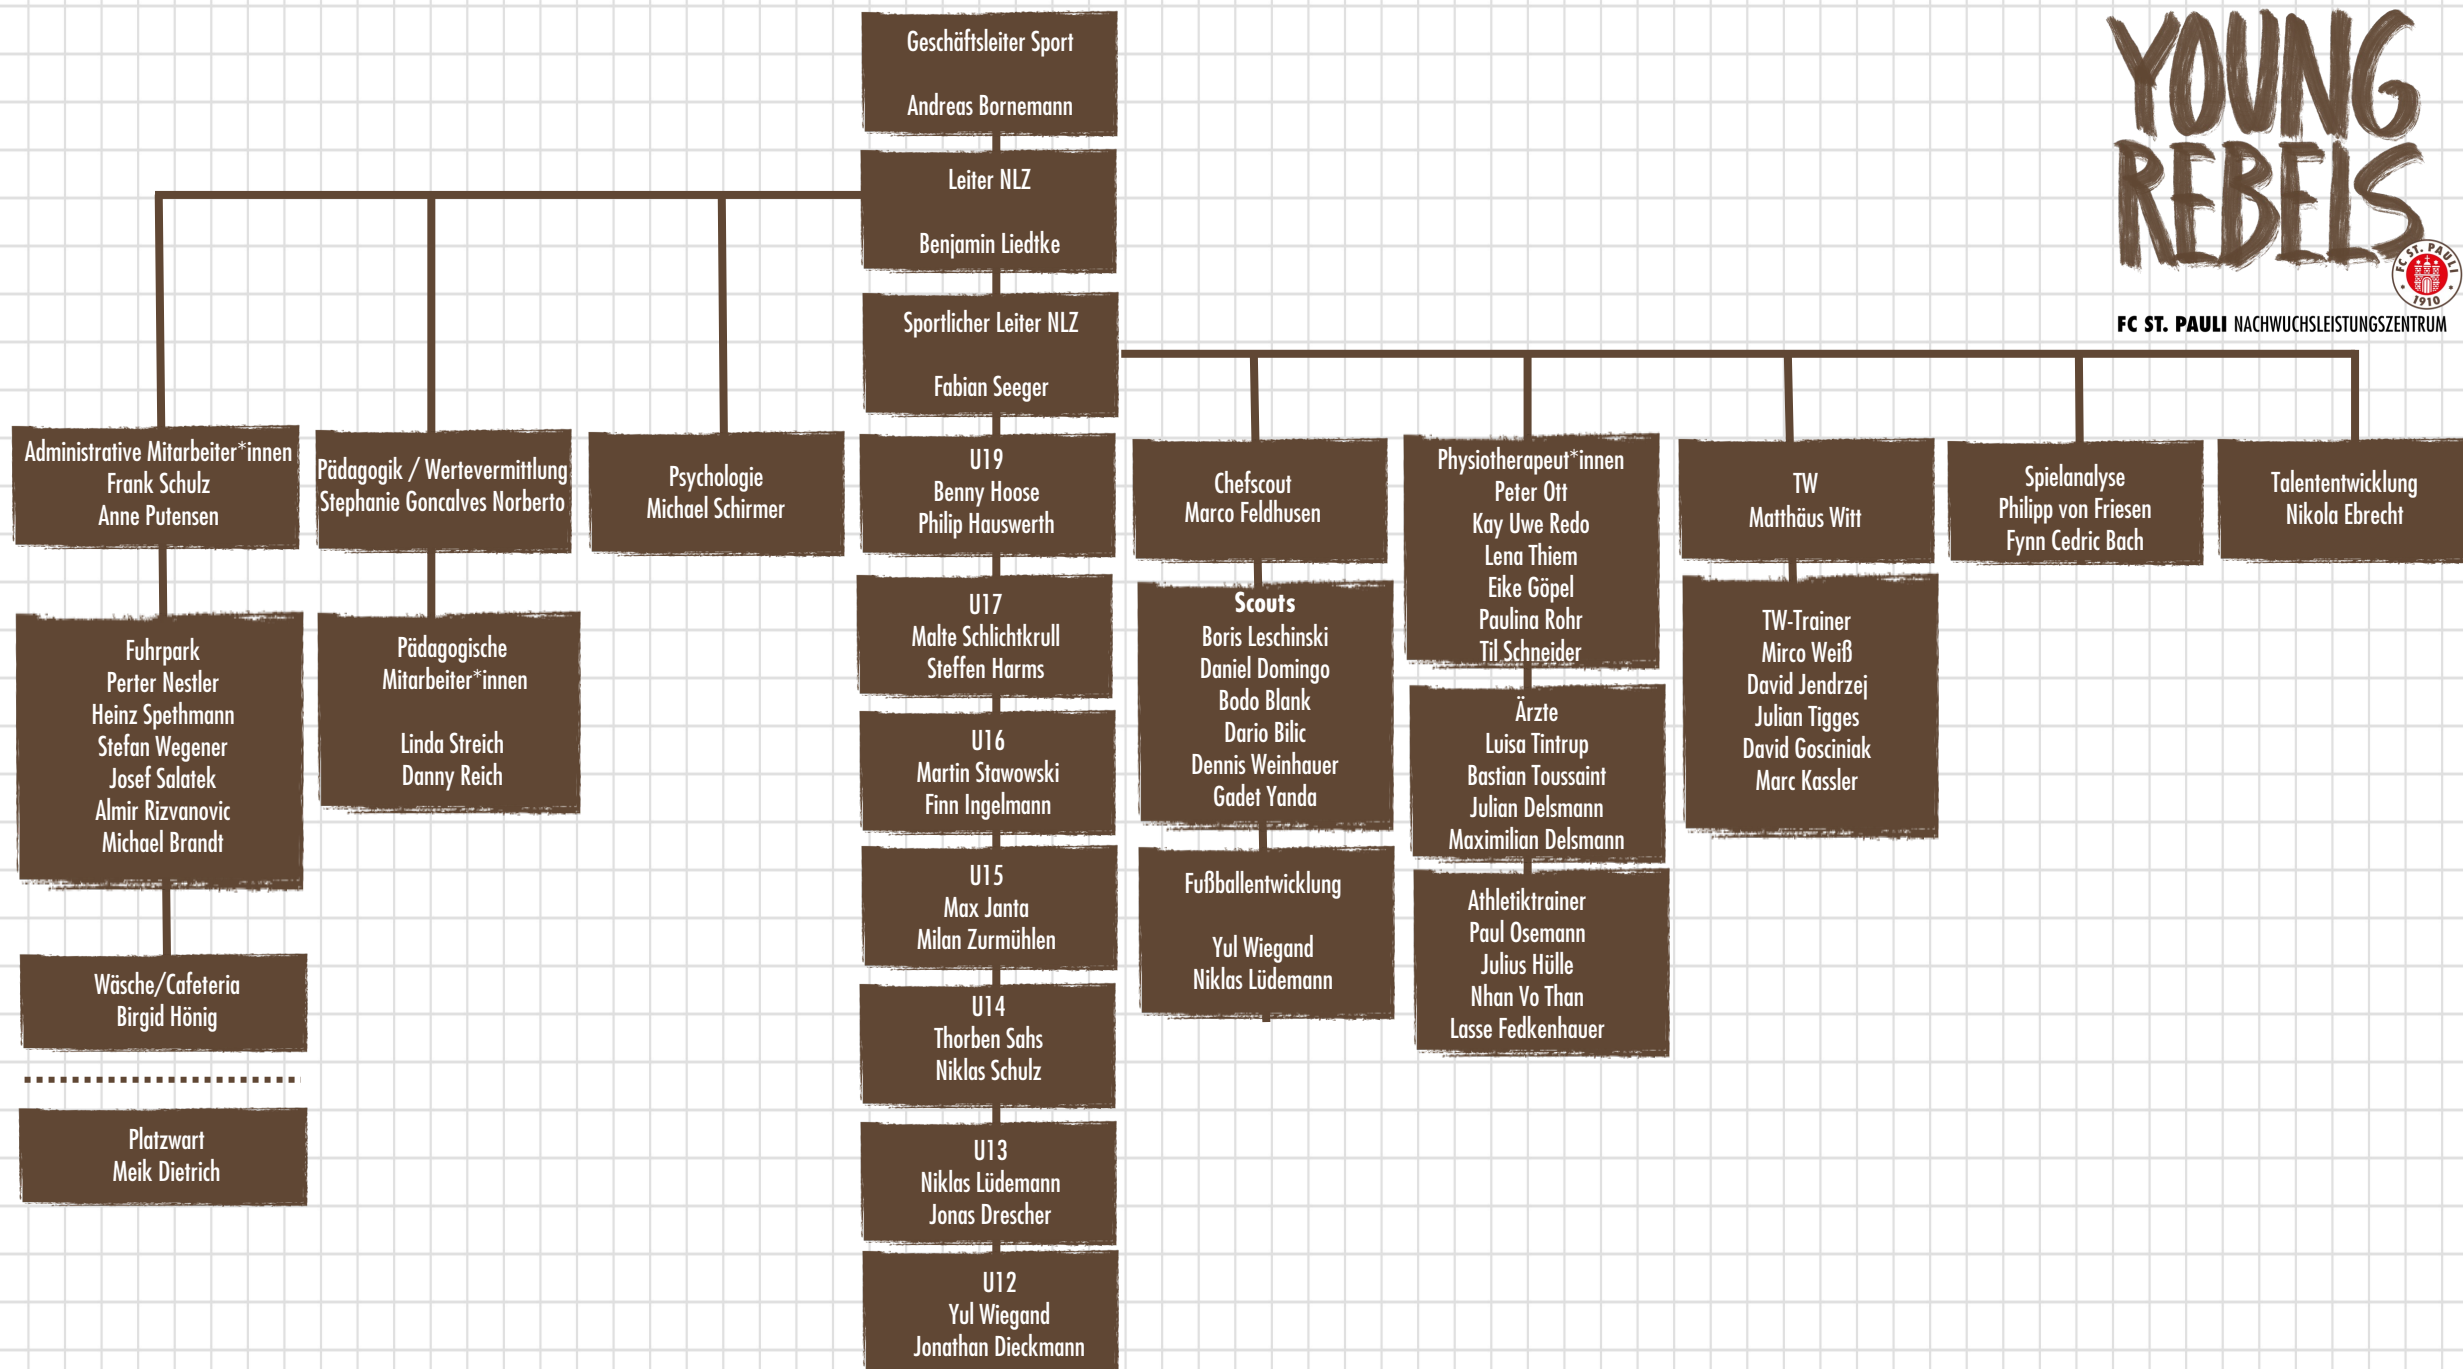 Geschäftsleiter Sport
Andreas Bornemann
Leiter NLZ
Benjamin Liedtke
Sportlicher Leiter NLZ
Fabian Seeger
YOUNG
REBELS
FC ST. PAULI
1910
FC ST. PAULI NACHWUCHSLEISTUNGSZENTRUM
Administrative Mitarbeiter*innen
Frank Schulz
Anne Putensen
Fuhrpark
Perter Nestler
Heinz Spethmann
Stefan Wegener
Josef Salatek
Almir Rizvanovic
Michael Brandt
Wäsche/Cafeteria
Birgid Hönig
Platzwart
Meik Dietrich
Pädagogik / Wertevermittlung
Stephanie Goncalves Norberto
Pädagogische
Mitarbeiter*innen
Linda Streich
Danny Reich
Psychologie
Michael Schirmer
U19
Benny Hoose
Philip Hauswerth
U17
Malte Schlichtkrull
Steffen Harms
U16
Martin Stawowski
Finn Ingelmann
U15
Max Janta
Milan Zurmühlen
U14
Thorben Sahs
Niklas Schulz
U13
Niklas Lüdemann
Jonas Drescher
U12
Yul Wiegand
Jonathan Dieckmann
Chefscout
Marco Feldhusen
Scouts
Boris Leschinski
Daniel Domingo
Bodo Blank
Dario Bilic
Dennis Weinhauer
Gadet Yanda
Fußballentwicklung
Yul Wiegand
Niklas Lüdemann
Physiotherapeut*innen
Peter Ott
Kay Uwe Redo
Lena Thiem
Eike Göpel
Paulina Rohr
Til Schneider
Ärzte
Luisa Tintrup
Bastian Toussaint
Julian Delsmann
Maximilian Delsmann
Athletiktrainer
Paul Osemann
Julius Hülle
Nhan Vo Than
Lasse Fedkenhauer
TW
Matthäus Witt
TW-Trainer
Mirco Weiß
David Jendrzej
Julian Tigges
David Gosciniak
Marc Kassler
Spielanalyse
Philipp von Friesen
Fynn Cedric Bach
Talententwicklung
Nikola Ebrecht